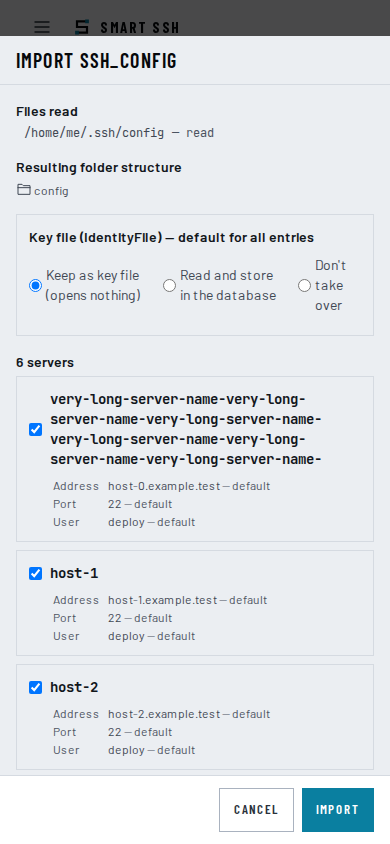 SMART SSH
IMPORT SSH_CONFIG
Files read
/home/me/.ssh/config — read
Resulting folder structure
config
Key file (IdentityFile) — default for all entries
Keep as key file
(opens nothing)
Read and store
in the database
Don't
take
over
6 servers
very-long-server-name-very-long-
server-name-very-long-server-name-
very-long-server-name-very-long-
server-name-very-long-server-name-
Address host-0.example.test — default
Port 22 — default
User deploy — default
host-1
Address host-1.example.test — default
Port 22 — default
User deploy — default
host-2
Address host-2.example.test — default
Port 22 — default
User deploy — default
CANCEL IMPORT